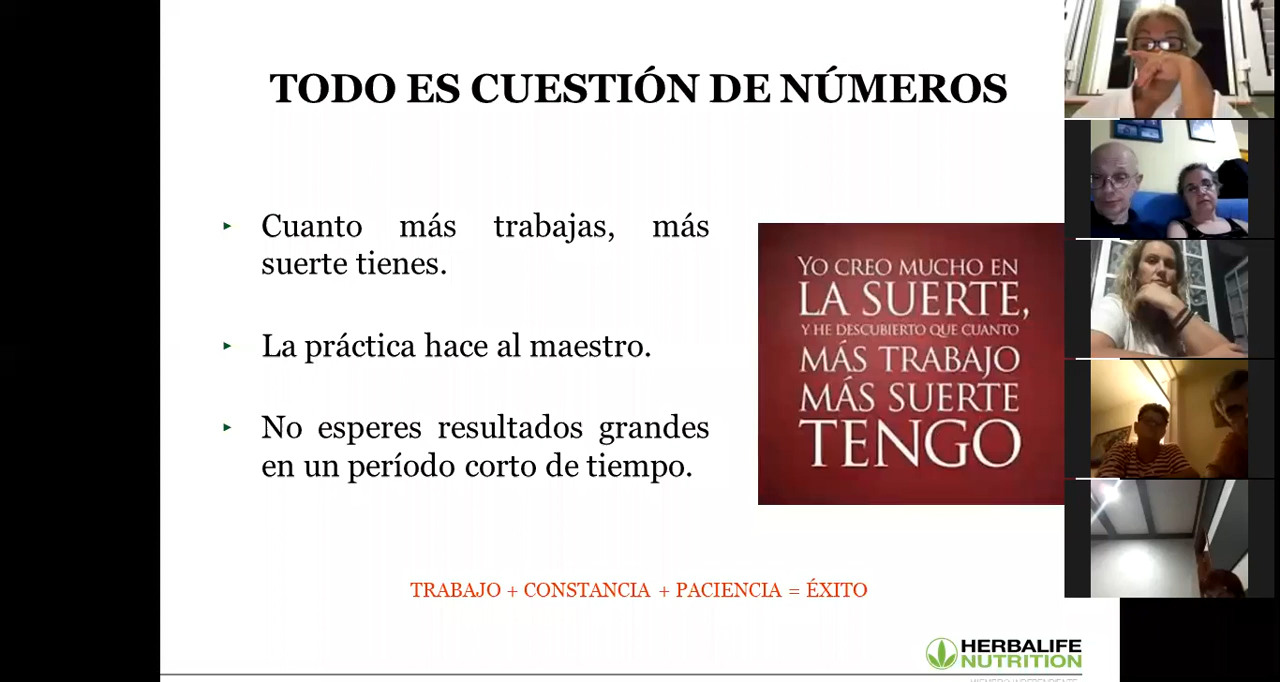 TODO ES CUESTIÓN DE NÚMEROS
Cuanto más trabajas, más
suerte tienes.
La práctica hace al maestro.
No esperes resultados grandes
en un período corto de tiempo.
YO CREO MUCHO EN
LA SUERTE,
Y HE DESCUBIERTO QUE CUANTO
MÁS TRABAJO
MÁS SUERTE
TENGO
TRABAJO + CONSTANCIA + PACIENCIA = ÉXITO
HERBALIFE
NUTRITION